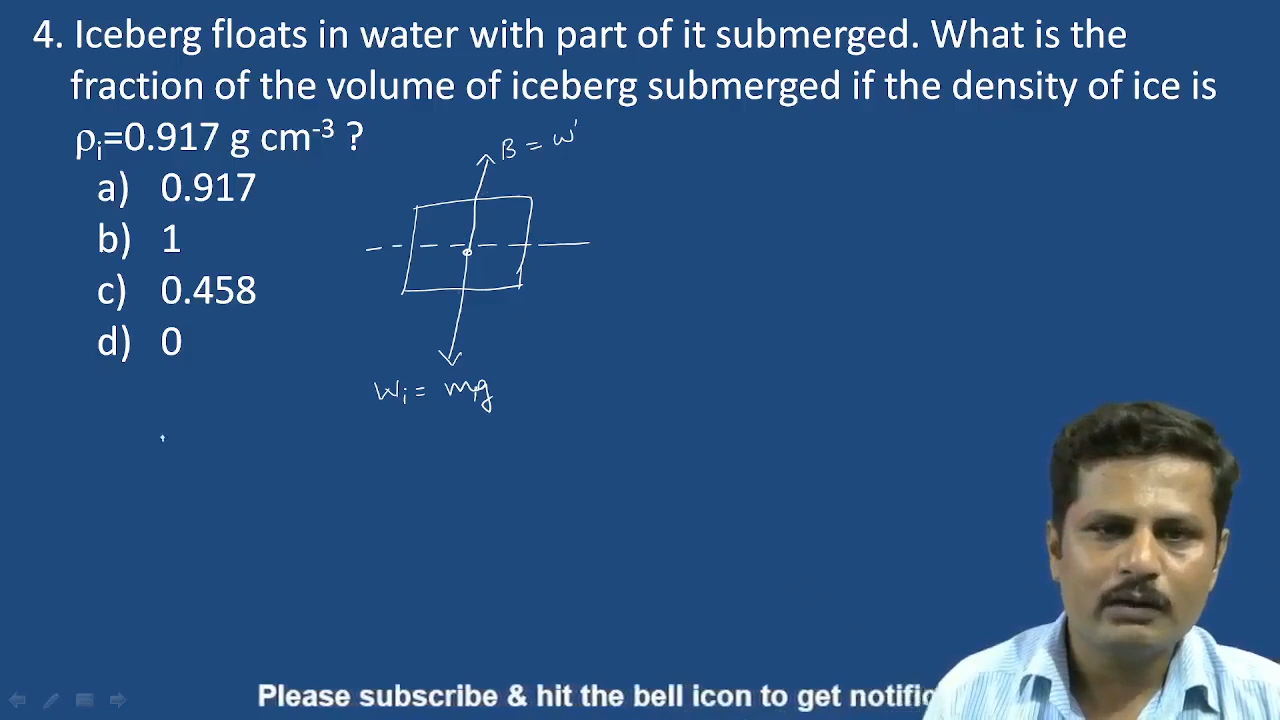 4. Iceberg floats in water with part of it submerged. What is the
fraction of the volume of iceberg submerged if the density of ice is
ρᵢ=0.917 g cm⁻³ ?
a) 0.917
b) 1
c) 0.458
d) 0
B = w'
Wᵢ = mg
Please subscribe & hit the bell icon to get notific